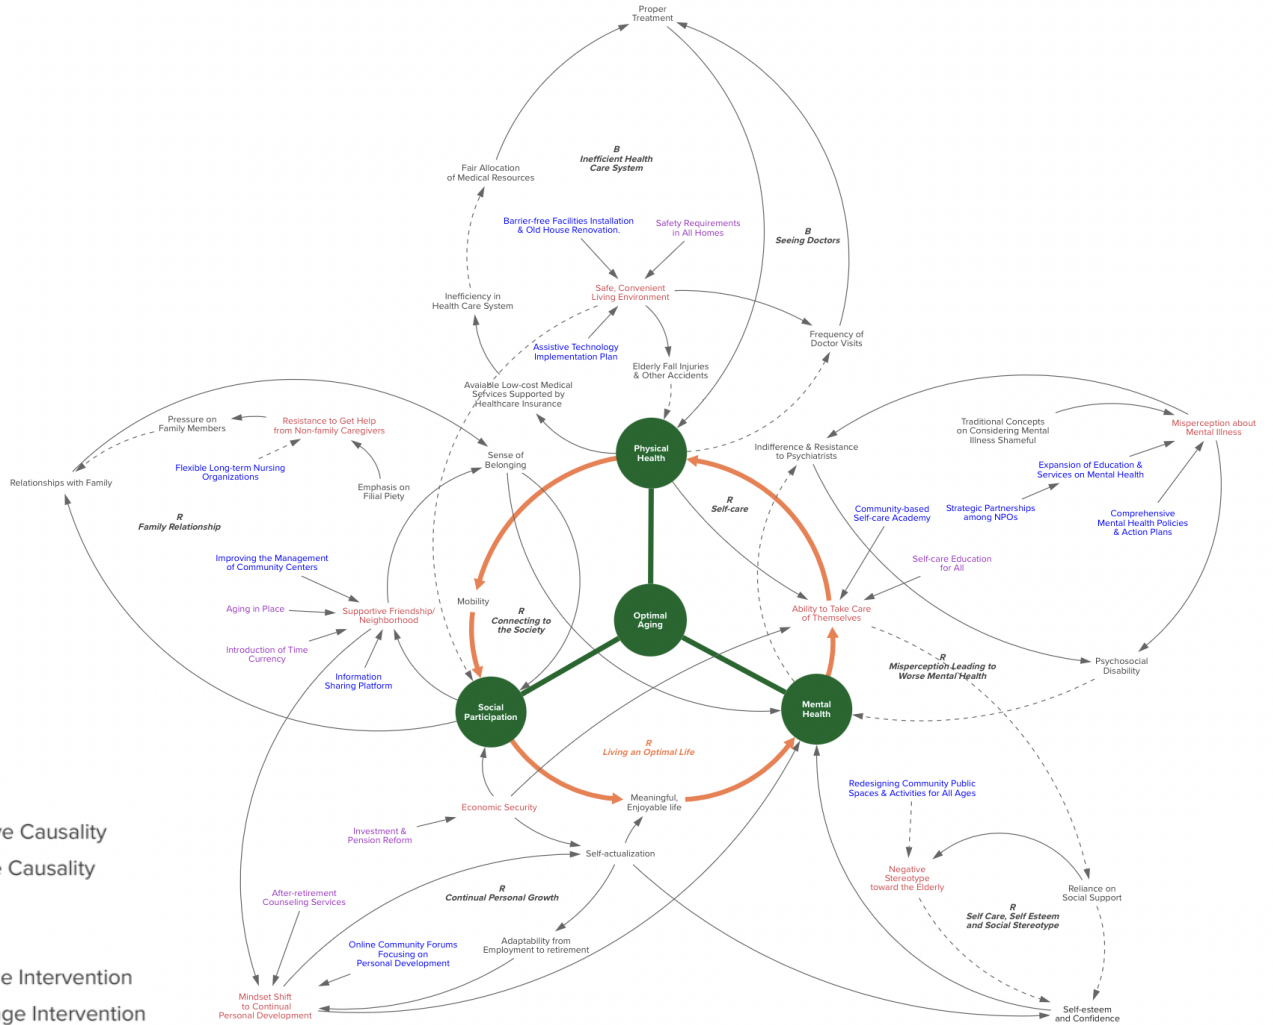 Proper
Treatment
B
Inefficient Health
Care System
Fair Allocation
of Medical Resources
Barrier-free Facilities Installation
& Old House Renovation.
Safety Requirements
in All Homes
B
Seeing Doctors
Safe, Convenient
Living Environment
Inefficiency in
Health Care System
Frequency of
Doctor Visits
Assistive Technology
Implementation Plan
Elderly Fall Injuries
& Other Accidents
Avaiable Low-cost Medical
Services Supported by
Healthcare Insurance
Pressure on
Family Members
Resistance to Get Help
from Non-family Caregivers
Traditional Concepts
on Considering Mental
Illness Shameful
Misperception about
Mental Illness
Physical
Health
Indifference & Resistance
to Psychiatrists
Sense of
Belonging
Flexible Long-term Nursing
Organizations
Expansion of Education &
Services on Mental Health
Relationships with Family
Emphasis on
Filial Piety
R
Self-care
Community-based
Self-care Academy
Strategic Partnerships
among NPOs
Comprehensive
Mental Health Policies
& Action Plans
R
Family Relationship
Improving the Management
of Community Centers
Self-care Education
for All
Mobility
Aging in Place
Supportive Friendship/
Neighborhood
R
Connecting to
the Society
Optimal
Aging
Ability to Take Care
of Themselves
Introduction of Time
Currency
Information
Sharing Platform
R
Misperception Leading to
Worse Mental Health
Psychosocial
Disability
Social
Participation
Mental
Health
R
Living an Optimal Life
Redesigning Community Public
Spaces & Activities for All Ages
Economic Security
Meaningful,
Enjoyable life
Investment &
Pension Reform
ve Causality
e Causality
Self-actualization
Negative
Stereotype
toward the Elderly
Reliance on
Social Support
After-retirement
Counseling Services
R
Continual Personal Growth
R
Self Care, Self Esteem
and Social Stereotype
Online Community Forums
Focusing on
Personal Development
Adaptability from
Employment to retirement
e Intervention
ge Intervention
Mindset Shift
to Continual
Personal Development
Self-esteem
and Confidence